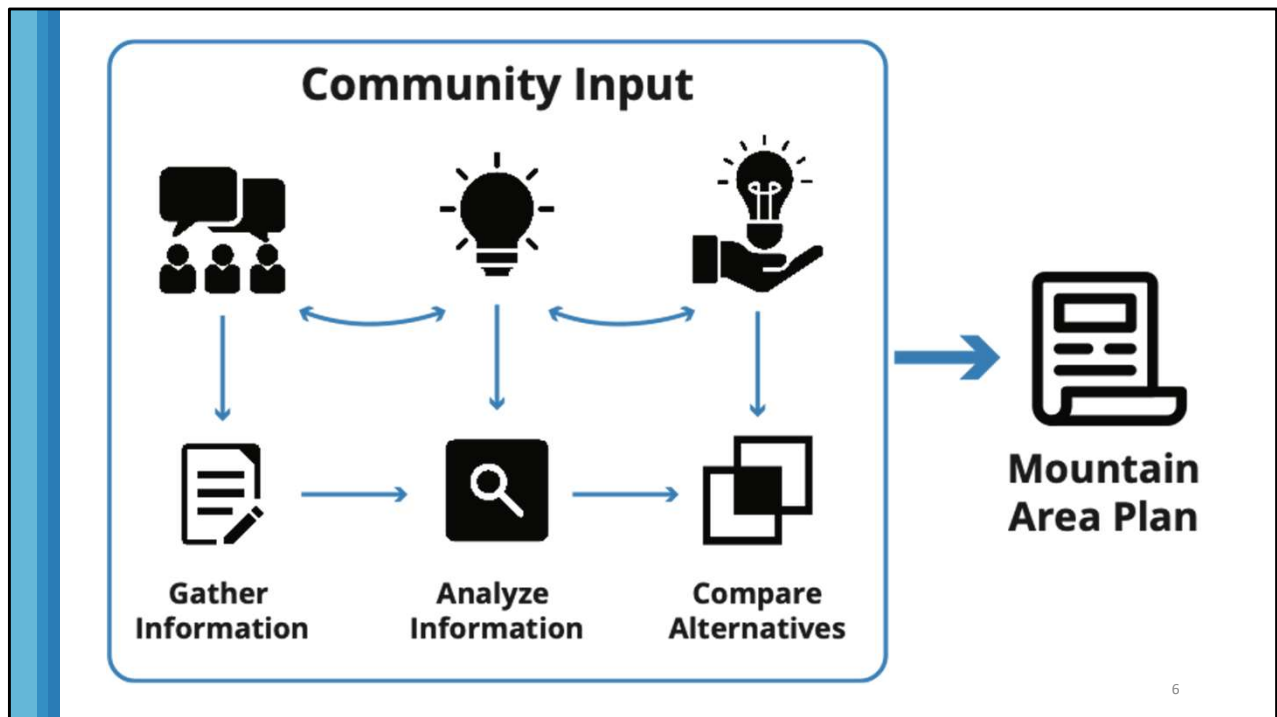 Community Input
Gather
Information
Analyze
Information
Compare
Alternatives
Mountain
Area Plan
6